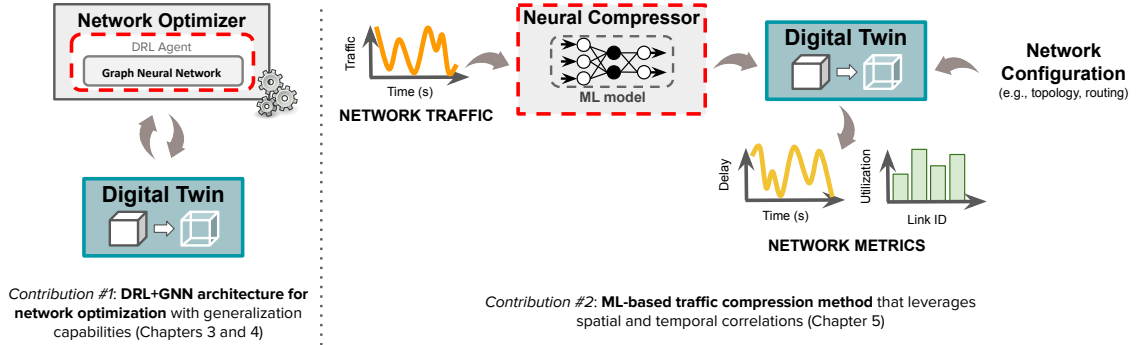 Network Optimizer
DRL Agent
Graph Neural Network
Digital Twin
Contribution #1: DRL+GNN architecture for
network optimization with generalization
capabilities (Chapters 3 and 4)
Traffic
Time (s)
NETWORK TRAFFIC
Neural Compressor
ML model
Digital Twin
Network
Configuration
(e.g., topology, routing)
Delay
Time (s)
Utilization
Link ID
NETWORK METRICS
Contribution #2: ML-based traffic compression method that leverages
spatial and temporal correlations (Chapter 5)